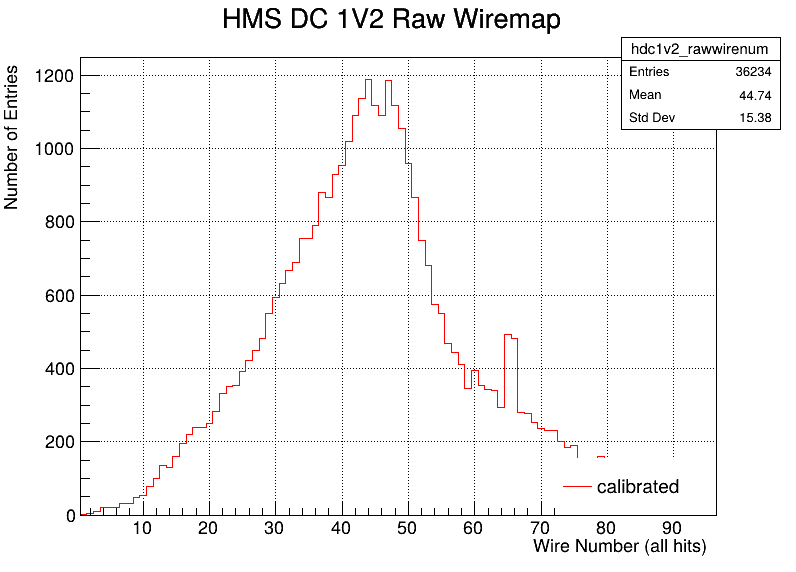 HMS DC 1V2 Raw Wiremap
hdc1v2_rawwirenum
Entries 36234
Mean 44.74
Std Dev 15.38
Number of Entries
1200
1000
800
600
400
200
0
10 20 30 40 50 60 70 80 90
calibrated
Wire Number (all hits)